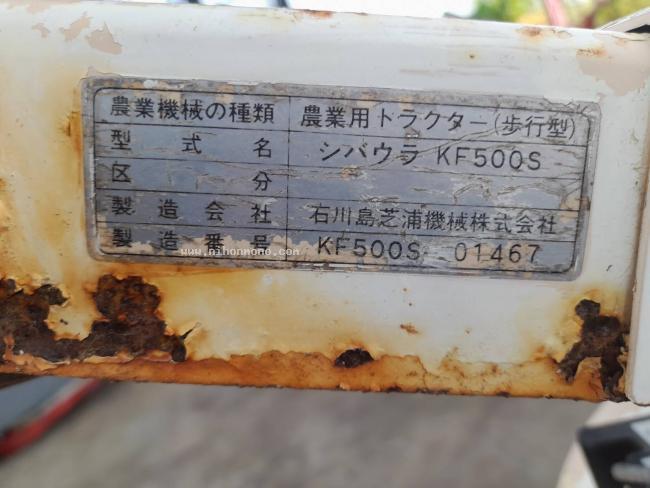 農業機械の種類 農業用トラクター(歩行型)
型式名 シバウラ KF500S
区分
製造会社 石川島芝浦機械株式会社
製造番号 KF500S 01467
www.nihonmono.com